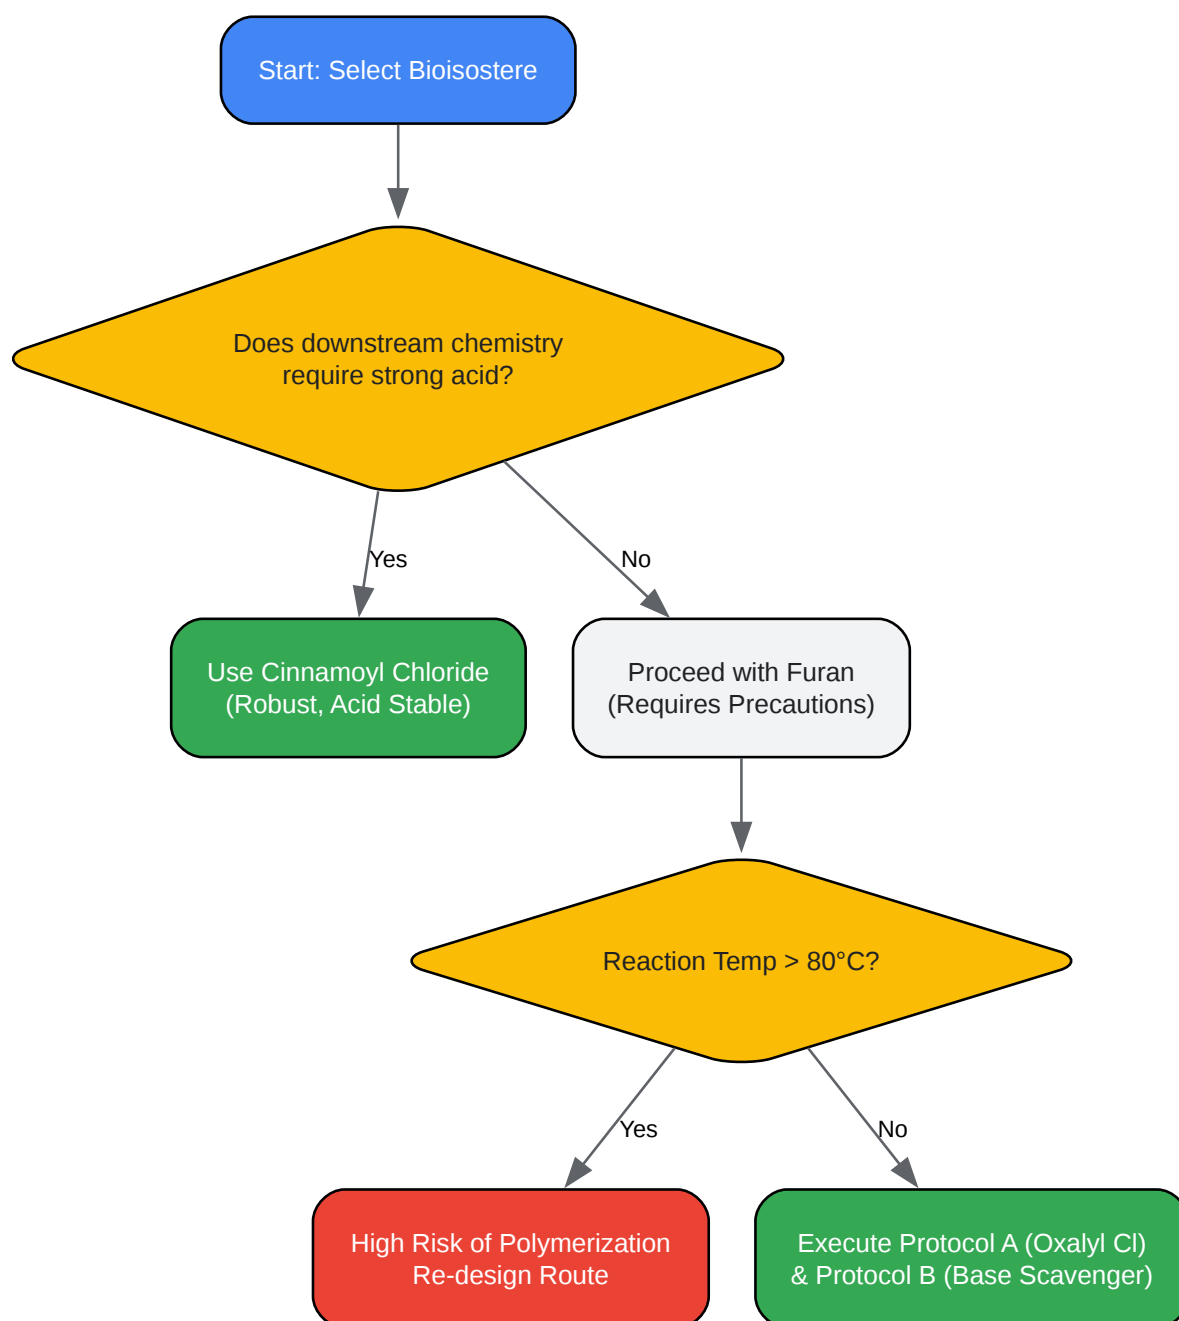 Start: Select Bioisostere
Does downstream chemistry
require strong acid?
Yes
No
Use Cinnamoyl Chloride
(Robust, Acid Stable)
Proceed with Furan
(Requires Precautions)
Reaction Temp > 80°C?
Yes
No
High Risk of Polymerization
Re-design Route
Execute Protocol A (Oxalyl Cl)
& Protocol B (Base Scavenger)